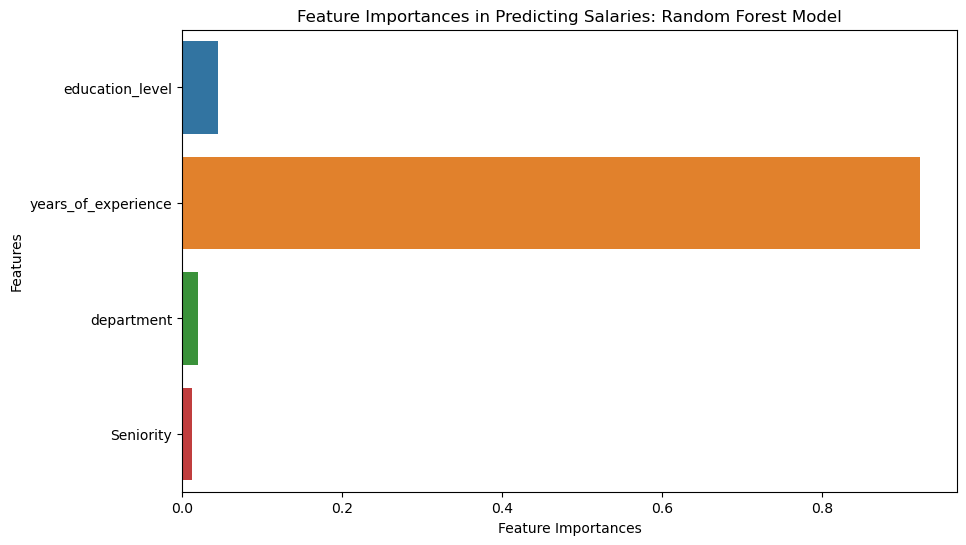 Feature Importances in Predicting Salaries: Random Forest Model
Features
education_level
years_of_experience
department
Seniority
0.0 0.2 0.4 0.6 0.8
Feature Importances